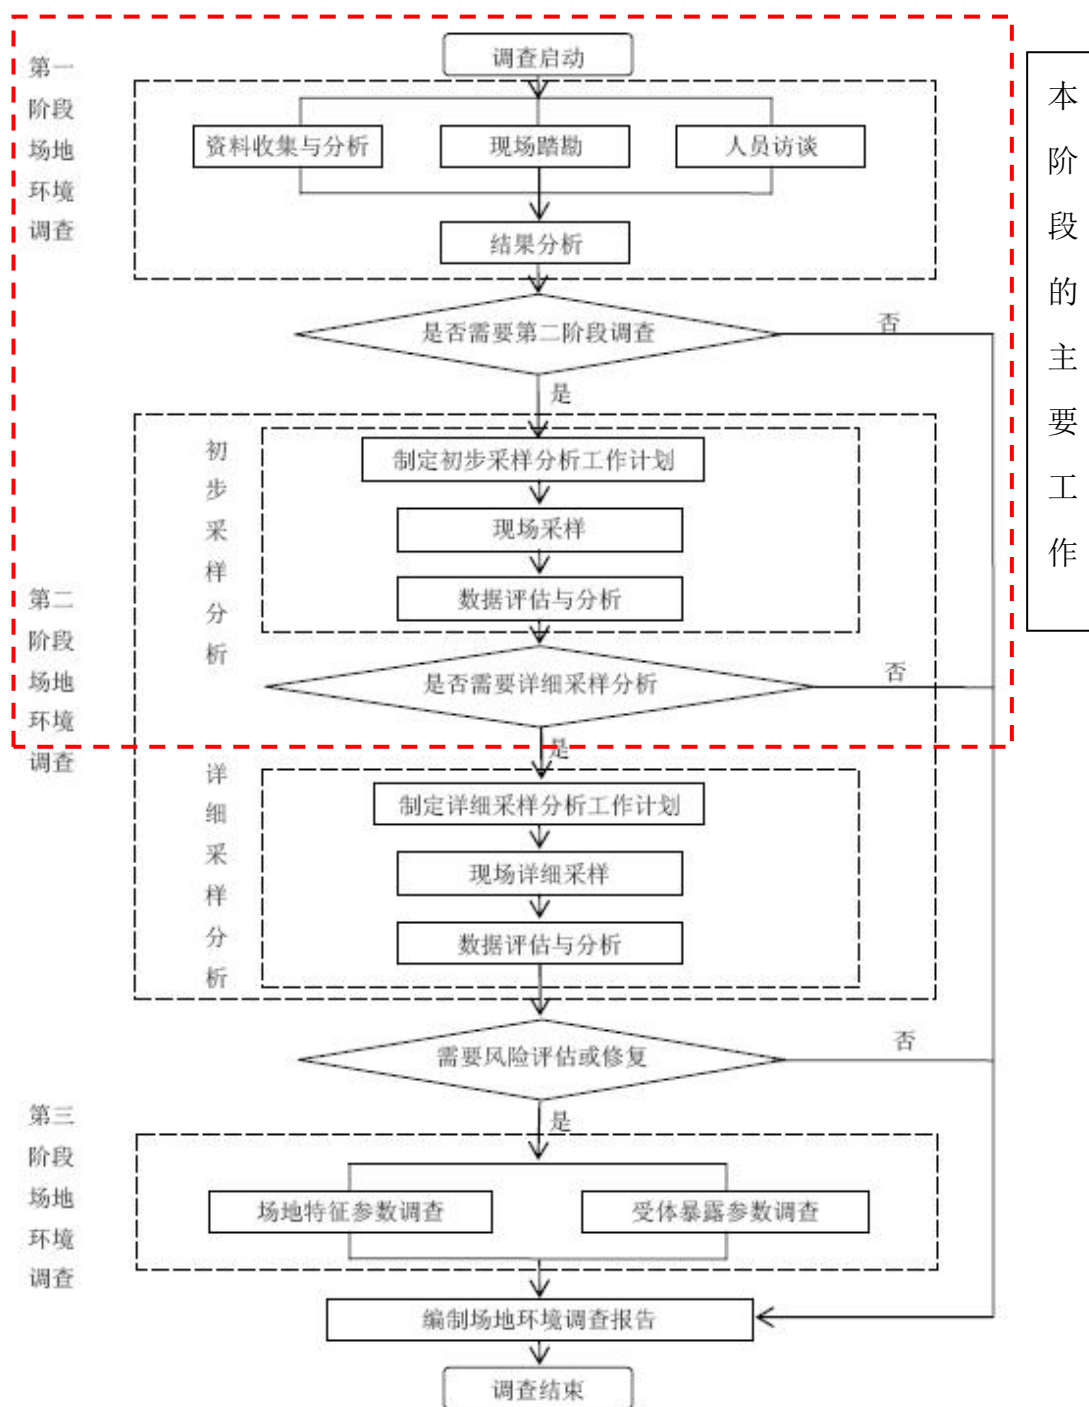 调查启动
第一
阶段
场地
环境
调查
资料收集与分析
现场踏勘
人员访谈
结果分析
是否需要第二阶段调查
否
是
本
阶
段
的
主
要
工
作
第二
阶段
场地
环境
调查
初
步
采
样
分
析
制定初步采样分析工作计划
现场采样
数据评估与分析
是否需要详细采样分析
否
是
详
细
采
样
分
析
制定详细采样分析工作计划
现场详细采样
数据评估与分析
需要风险评估或修复
否
是
第三
阶段
场地
环境
调查
场地特征参数调查
受体暴露参数调查
编制场地环境调查报告
调查结束